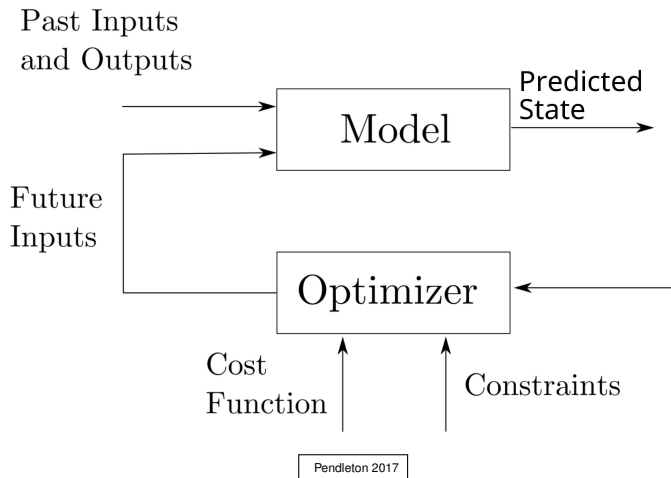 Past Inputs
and Outputs
Predicted
State
Model
Future
Inputs
Optimizer
Cost
Function
Constraints
Pendleton 2017